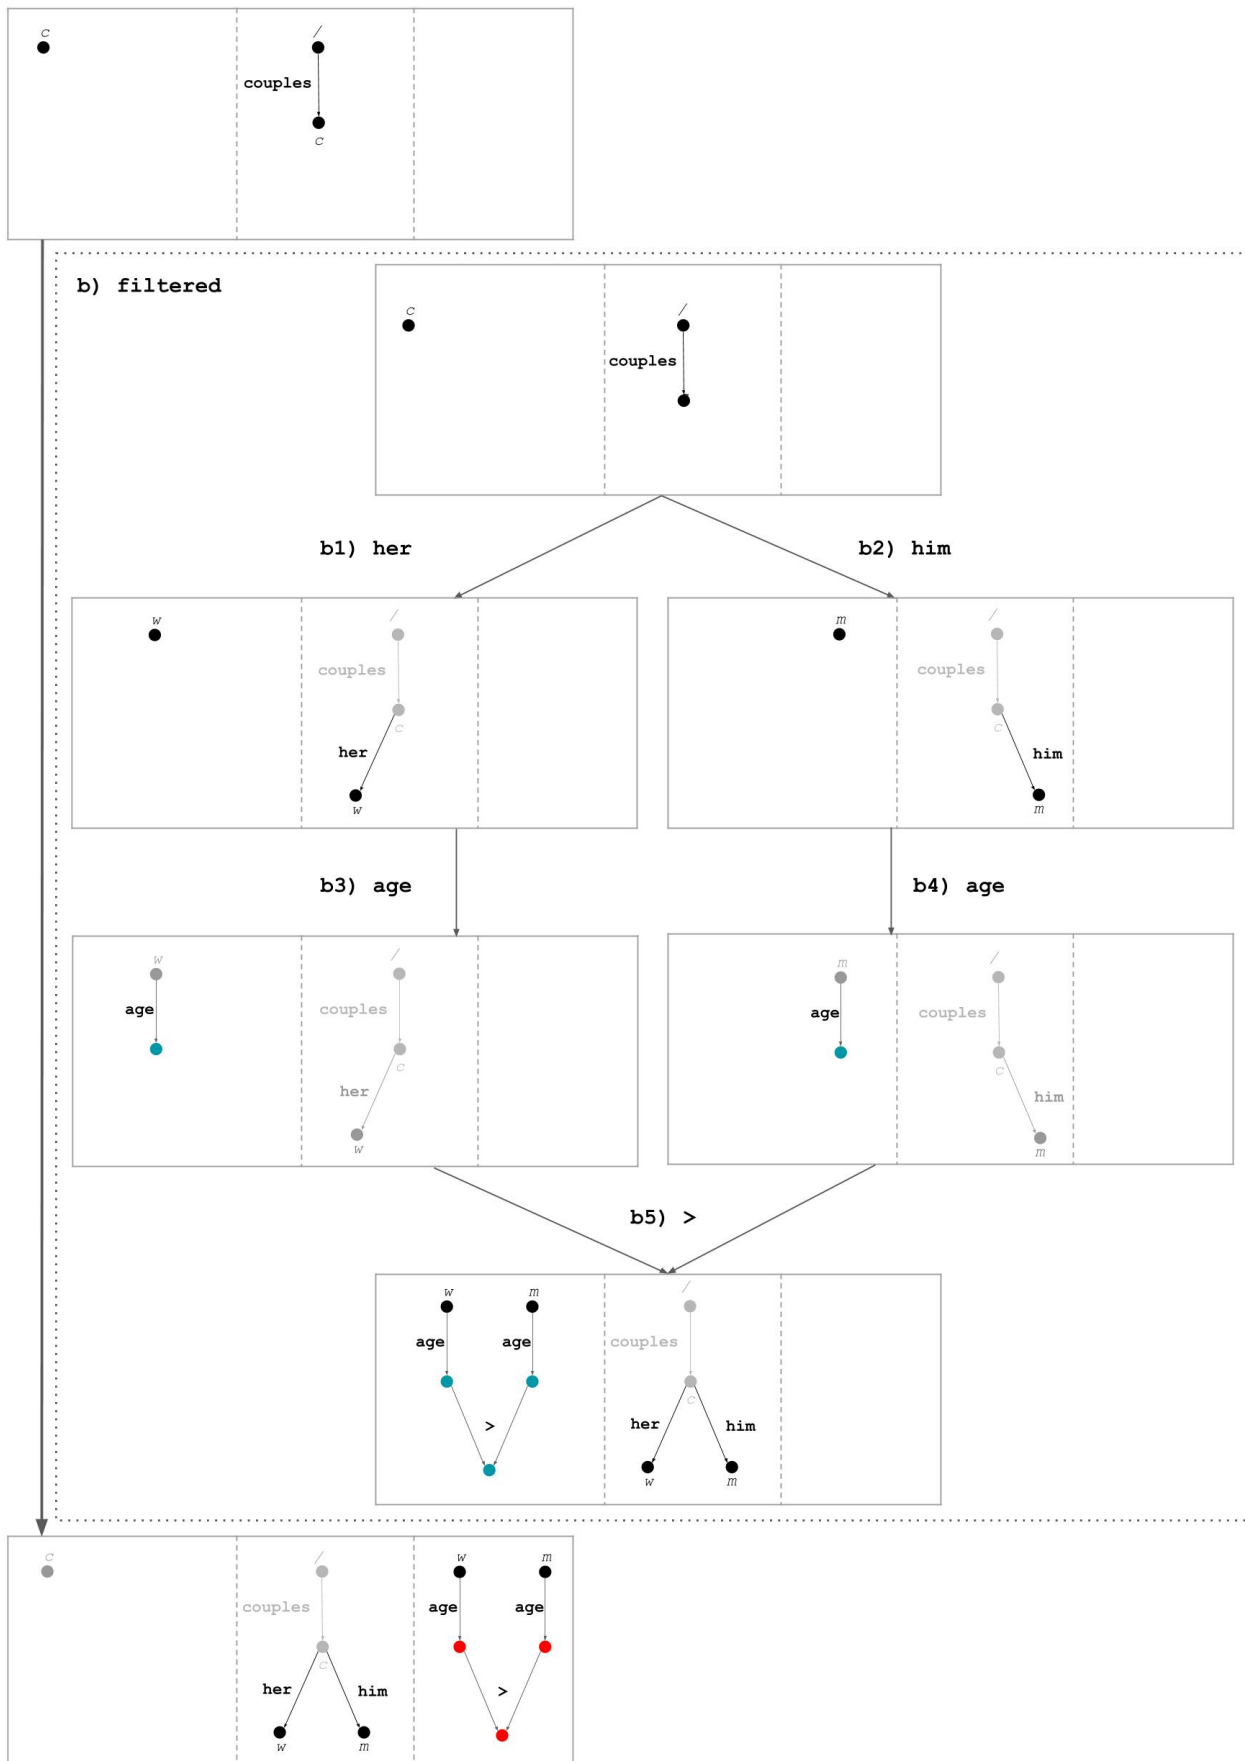 c /
couples
c
b) filtered
c /
couples
b1) her b2) him
w / m /
couples couples
c c
her him
w m
b3) age b4) age
w / m /
age couples age couples
c c
her him
w m
b5) >
w m /
age age couples
c
> her him
w m
c / w m
couples age age
c
her him >
w m